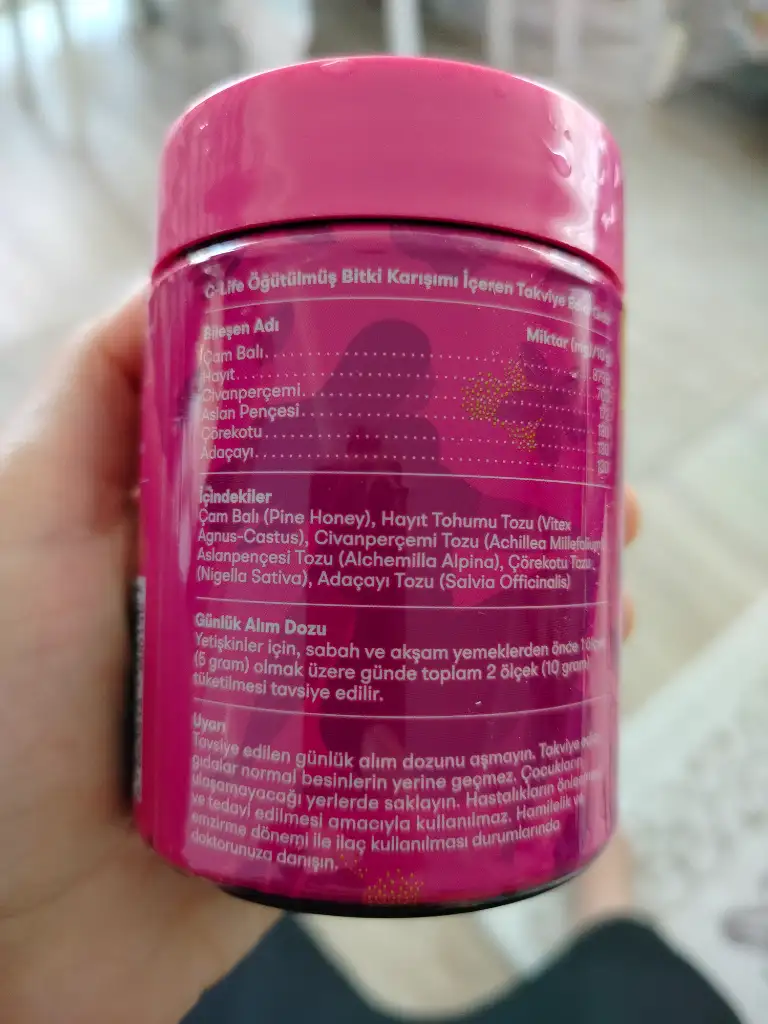 C-Life Öğütülmüş Bitki Karışımı İçeren Takviye
Bileşen Adı Miktar
Çam Balı
Hayıt
Civanperçemi
Aslan Pençesi
Çörekotu
Adaçayı
İçindekiler
Çam Balı (Pine Honey), Hayıt Tohumu Tozu (Vitex
Agnus-Castus), Civanperçemi Tozu (Achillea Millefolium)
Aslanpençesi Tozu (Alchemilla Alpina), Çörekotu Tozu
(Nigella Sativa), Adaçayı Tozu (Salvia Officinalis)
Günlük Alım Dozu
Yetişkinler için, sabah ve akşam yemeklerden önce 1
(5 gram) olmak üzere günde toplam 2 ölçek (10 gram)
tüketilmesi tavsiye edilir.
Uyarı
Tavsiye edilen günlük alım dozunu aşmayın. Takviye
gıdalar normal besinlerin yerine geçmez. Çocukların
ulaşamayacağı yerlerde saklayın. Hastalıkların
ve tedavi edilmesi amacıyla kullanılmaz. Hamilelik ve
emzirme dönemi ile ilaç kullanılması durumlarında
doktorunuza danışın.